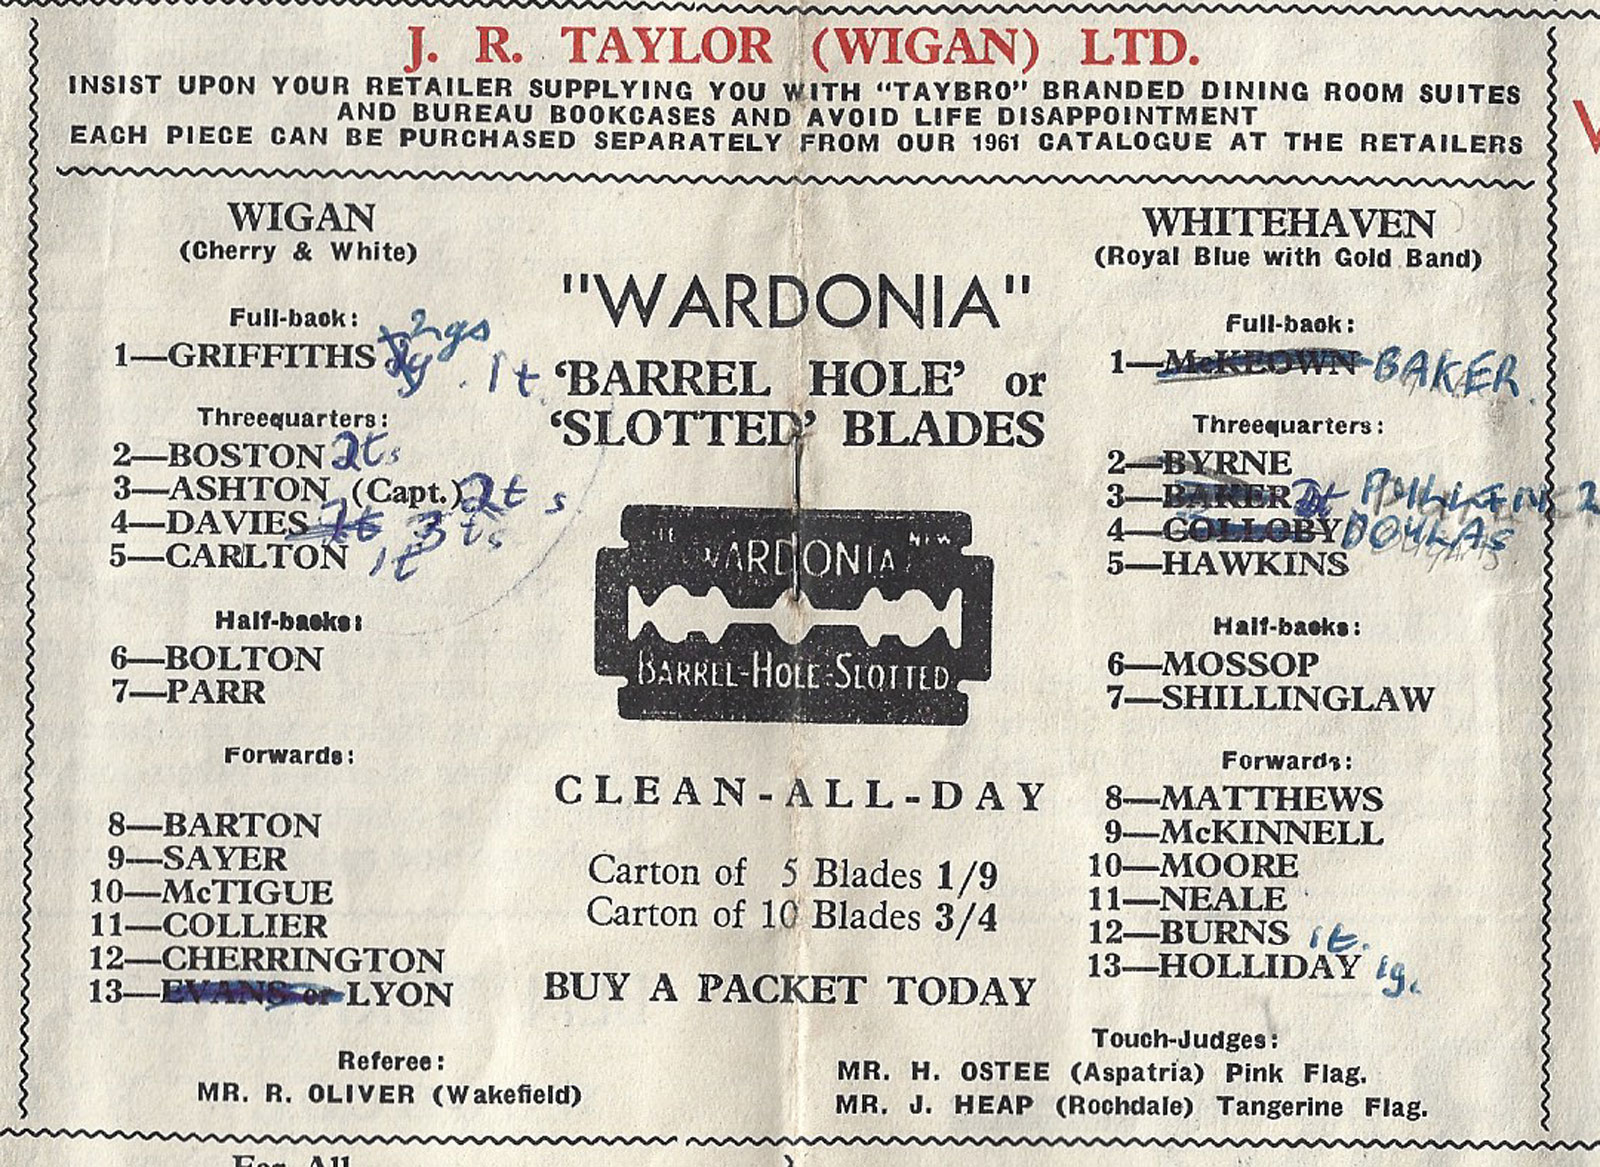 J. R. TAYLOR (WIGAN) LTD.
INSIST UPON YOUR RETAILER SUPPLYING YOU WITH "TAYBRO" BRANDED DINING ROOM SUITES
AND BUREAU BOOKCASES AND AVOID LIFE DISAPPOINTMENT
EACH PIECE CAN BE PURCHASED SEPARATELY FROM OUR 1961 CATALOGUE AT THE RETAILERS
WIGAN
(Cherry & White)
Full-back:
1—GRIFFITHS 2gs 1t.
Threequarters:
2—BOSTON 2ts
3—ASHTON (Capt.) 2ts
4—DAVIES 3ts
5—CARLTON 1t
Half-backs:
6—BOLTON
7—PARR
Forwards:
8—BARTON
9—SAYER
10—McTIGUE
11—COLLIER
12—CHERRINGTON
13—EVANS or LYON
Referee:
MR. R. OLIVER (Wakefield)
"WARDONIA"
'BARREL HOLE' or
'SLOTTED' BLADES
THE NEW
WARDONIA
BARREL-HOLE-SLOTTED
CLEAN-ALL-DAY
Carton of 5 Blades 1/9
Carton of 10 Blades 3/4
BUY A PACKET TODAY
WHITEHAVEN
(Royal Blue with Gold Band)
Full-back:
1—McKEOWN BAKER.
Threequarters:
2—BYRNE
3—BAKER
4—COLLOBY
5—HAWKINS
Half-backs:
6—MOSSOP
7—SHILLINGLAW
Forwards:
8—MATTHEWS
9—McKINNELL
10—MOORE
11—NEALE
12—BURNS 1t.
13—HOLLIDAY 1g.
Touch-Judges:
MR. H. OSTEE (Aspatria) Pink Flag.
MR. J. HEAP (Rochdale) Tangerine Flag.